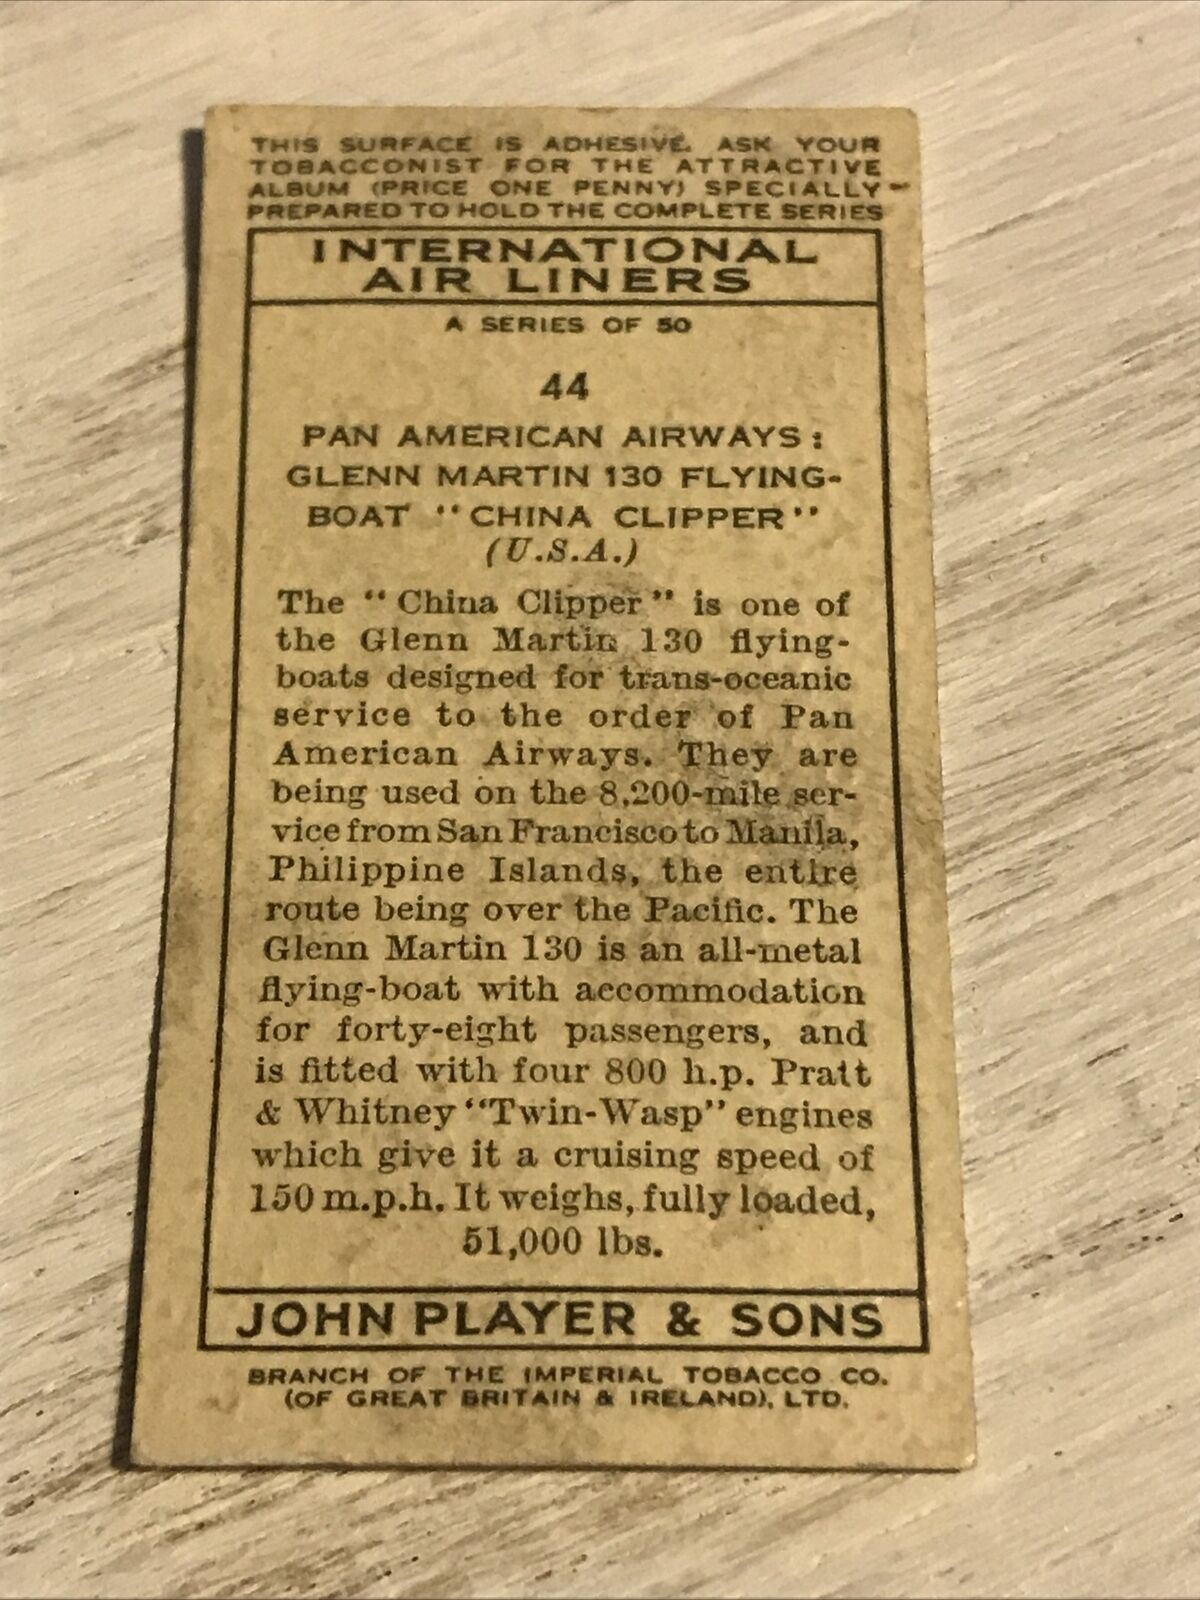 THIS SURFACE IS ADHESIVE. ASK YOUR
TOBACCONIST FOR THE ATTRACTIVE
ALBUM (PRICE ONE PENNY) SPECIALLY
PREPARED TO HOLD THE COMPLETE SERIES
INTERNATIONAL
AIR LINERS
A SERIES OF 50
44
PAN AMERICAN AIRWAYS:
GLENN MARTIN 130 FLYING-
BOAT "CHINA CLIPPER"
(U.S.A.)
The "China Clipper" is one of
the Glenn Martin 130 flying-
boats designed for trans-oceanic
service to the order of Pan
American Airways. They are
being used on the 8,200-mile ser-
vice from San Francisco to Manila,
Philippine Islands, the entire
route being over the Pacific. The
Glenn Martin 130 is an all-metal
flying-boat with accommodation
for forty-eight passengers, and
is fitted with four 800 h.p. Pratt
& Whitney "Twin-Wasp" engines
which give it a cruising speed of
150 m.p.h. It weighs, fully loaded,
51,000 lbs.
JOHN PLAYER & SONS
BRANCH OF THE IMPERIAL TOBACCO CO.
(OF GREAT BRITAIN & IRELAND), LTD.